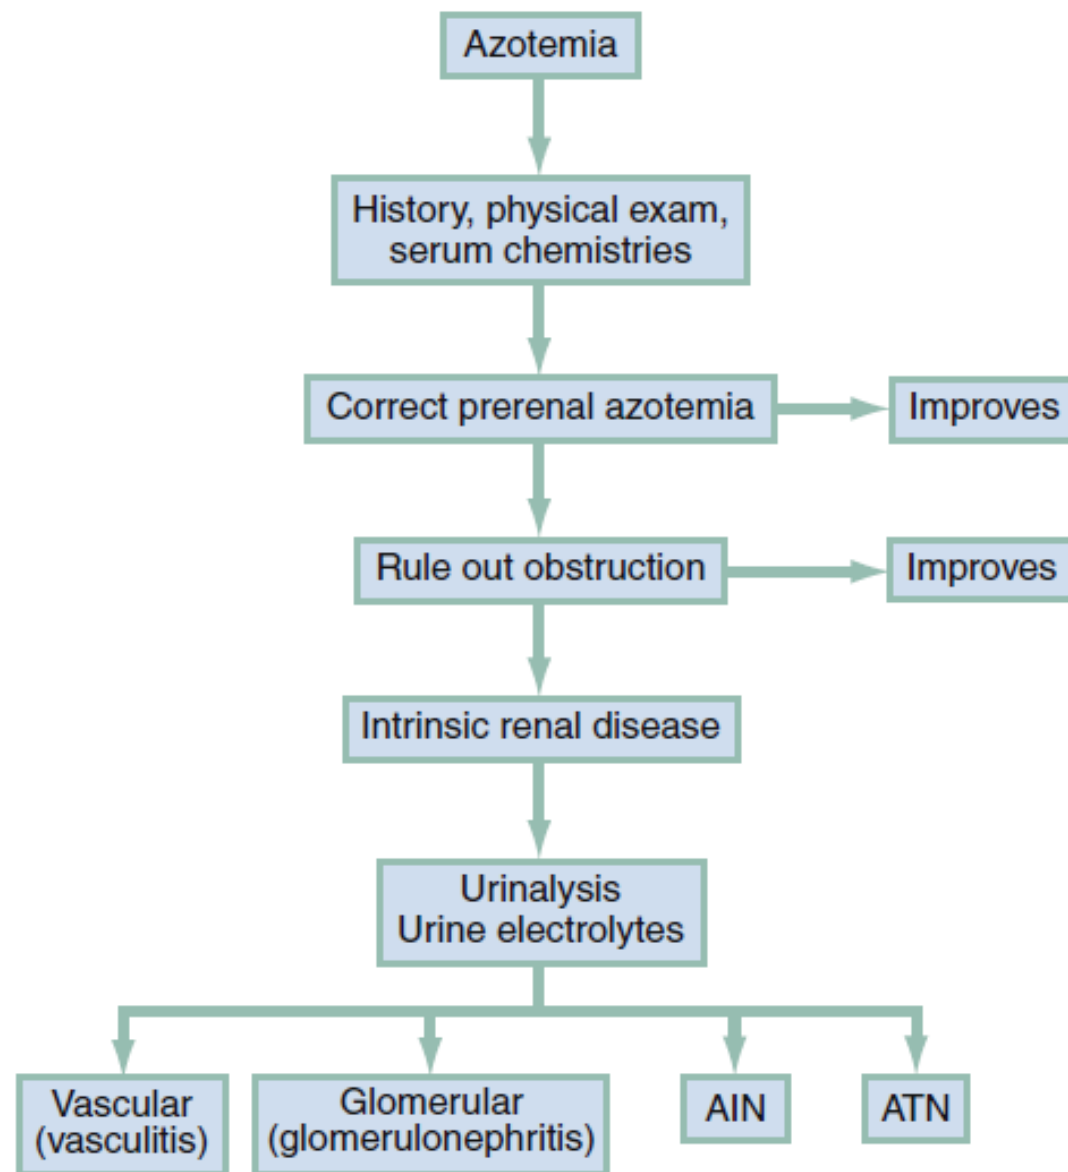 Azotemia
History, physical exam,
serum chemistries
Correct prerenal azotemia
Improves
Rule out obstruction
Improves
Intrinsic renal disease
Urinalysis
Urine electrolytes
Vascular
(vasculitis)
Glomerular
(glomerulonephritis)
AIN
ATN